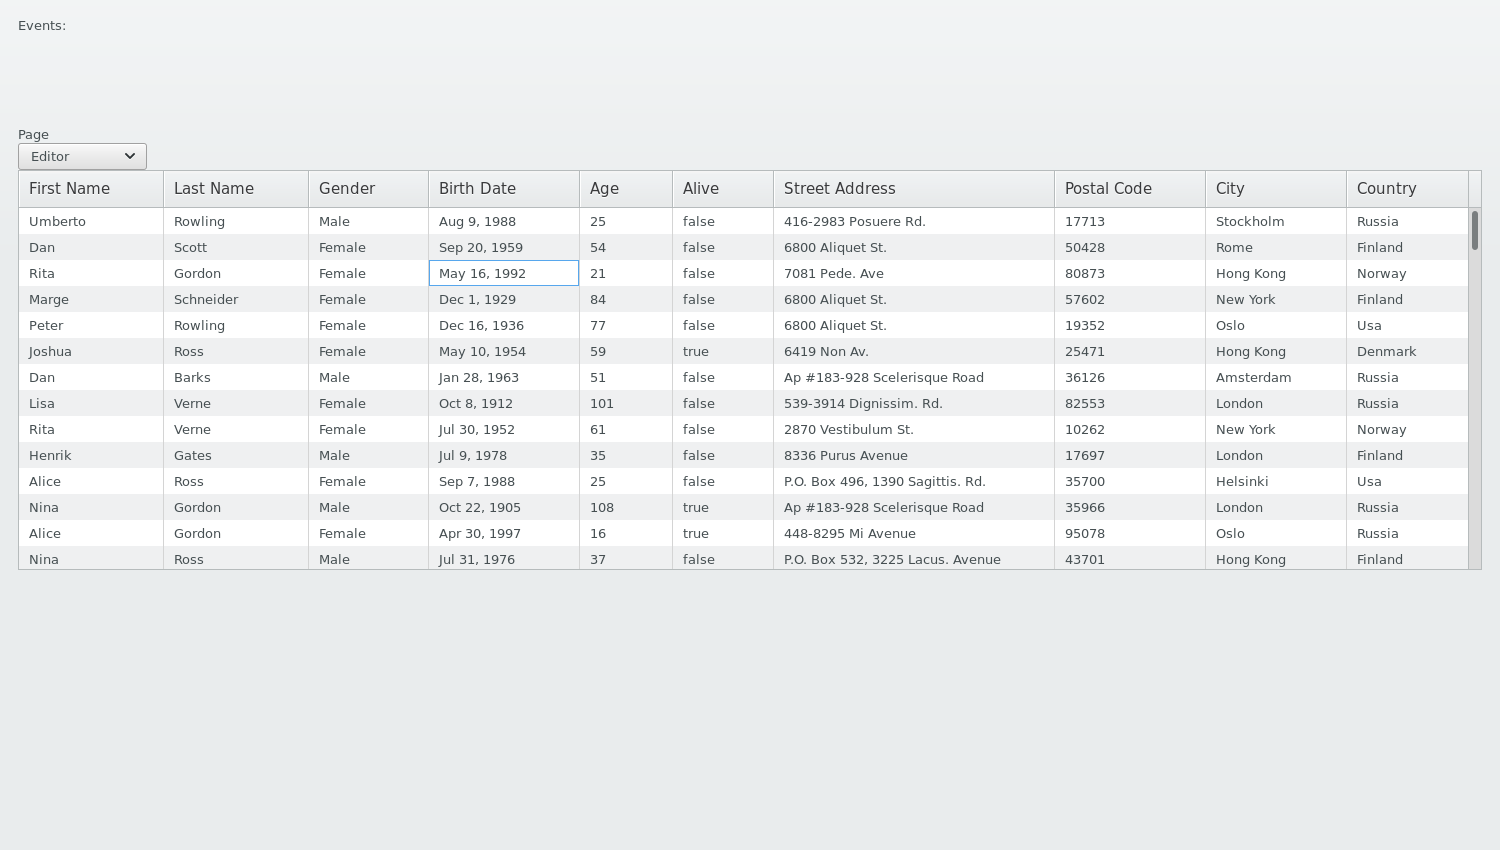 Events:
Page
Editor
First Name Last Name Gender Birth Date Age Alive Street Address Postal Code City Country
Umberto Rowling Male Aug 9, 1988 25 false 416-2983 Posuere Rd. 17713 Stockholm Russia
Dan Scott Female Sep 20, 1959 54 false 6800 Aliquet St. 50428 Rome Finland
Rita Gordon Female May 16, 1992 21 false 7081 Pede. Ave 80873 Hong Kong Norway
Marge Schneider Female Dec 1, 1929 84 false 6800 Aliquet St. 57602 New York Finland
Peter Rowling Female Dec 16, 1936 77 false 6800 Aliquet St. 19352 Oslo Usa
Joshua Ross Female May 10, 1954 59 true 6419 Non Av. 25471 Hong Kong Denmark
Dan Barks Male Jan 28, 1963 51 false Ap #183-928 Scelerisque Road 36126 Amsterdam Russia
Lisa Verne Female Oct 8, 1912 101 false 539-3914 Dignissim. Rd. 82553 London Russia
Rita Verne Female Jul 30, 1952 61 false 2870 Vestibulum St. 10262 New York Norway
Henrik Gates Male Jul 9, 1978 35 false 8336 Purus Avenue 17697 London Finland
Alice Ross Female Sep 7, 1988 25 false P.O. Box 496, 1390 Sagittis. Rd. 35700 Helsinki Usa
Nina Gordon Male Oct 22, 1905 108 true Ap #183-928 Scelerisque Road 35966 London Russia
Alice Gordon Female Apr 30, 1997 16 true 448-8295 Mi Avenue 95078 Oslo Russia
Nina Ross Male Jul 31, 1976 37 false P.O. Box 532, 3225 Lacus. Avenue 43701 Hong Kong Finland